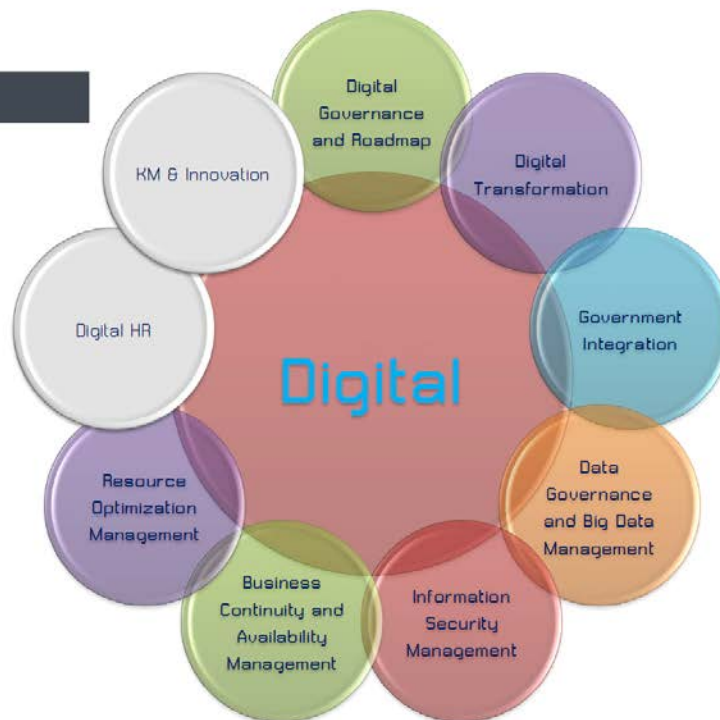 Digital
Governance
and Roadmap
Digital
Transformation
Government
Integration
Data
Governance
and Big Data
Management
Information
Security
Management
Business
Continuity and
Availability
Management
Resource
Optimization
Management
Digital HR
KM & Innovation
Digital